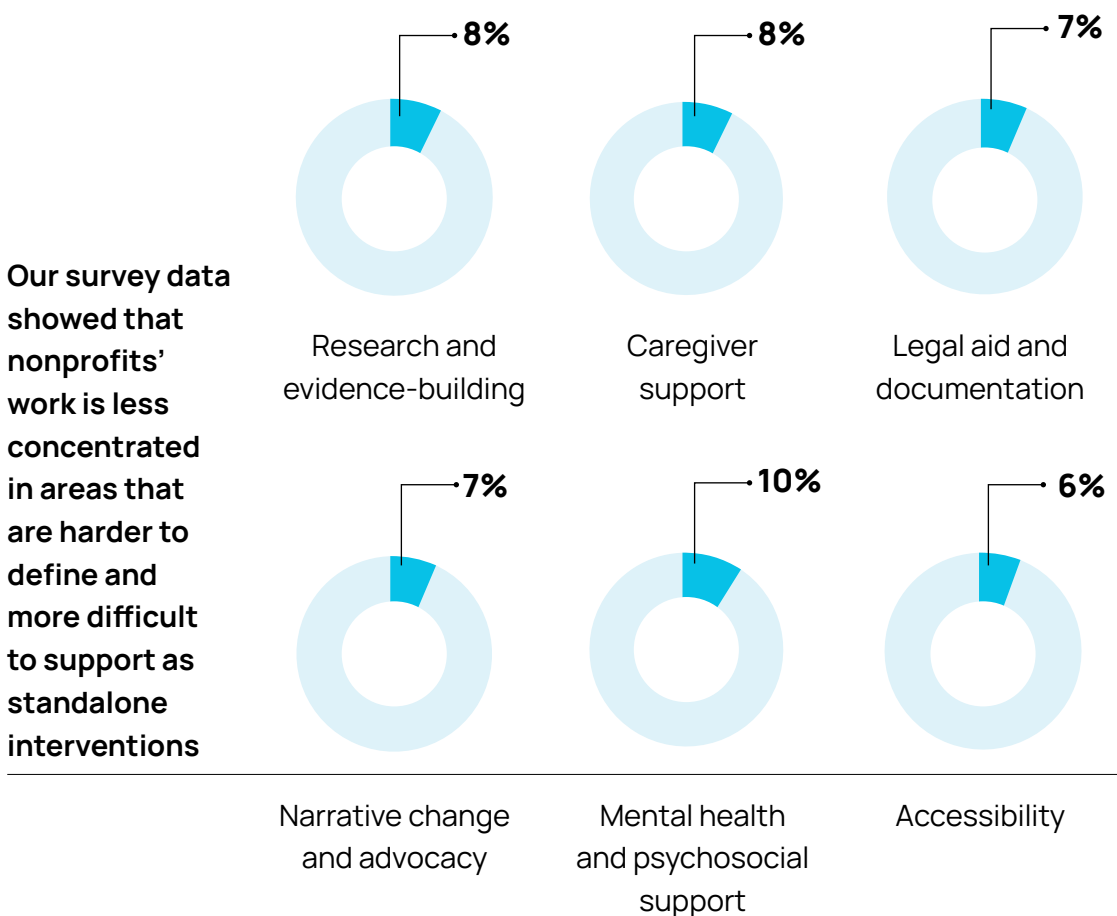 8%
8%
7%
Our survey data
showed that
nonprofits’
work is less
concentrated
in areas that
are harder to
define and
more difficult
to support as
standalone
interventions
Research and
evidence-building
Caregiver
support
Legal aid and
documentation
7%
10%
6%
Narrative change
and advocacy
Mental health
and psychosocial
support
Accessibility